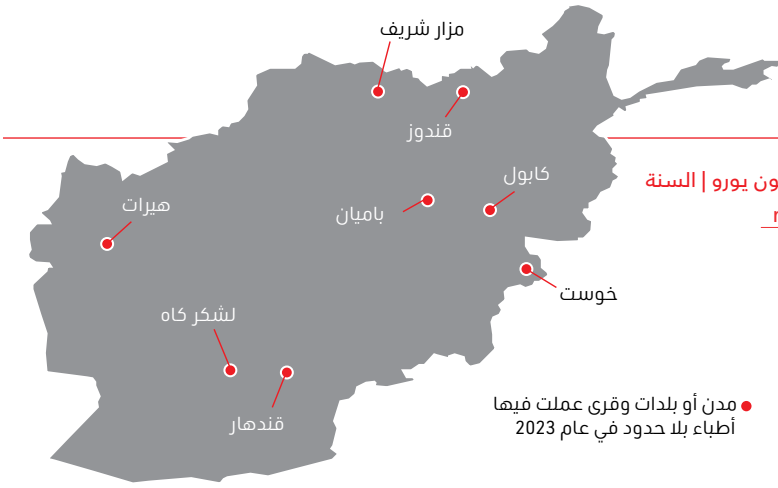 مزار شريف
قندوز
كابول
ون يورو | السنة
باميان
هيرات
خوست
لشكر كاه
قندهار
مدن أو بلدات وقرى عملت فيها
أطباء بلا حدود في عام 2023